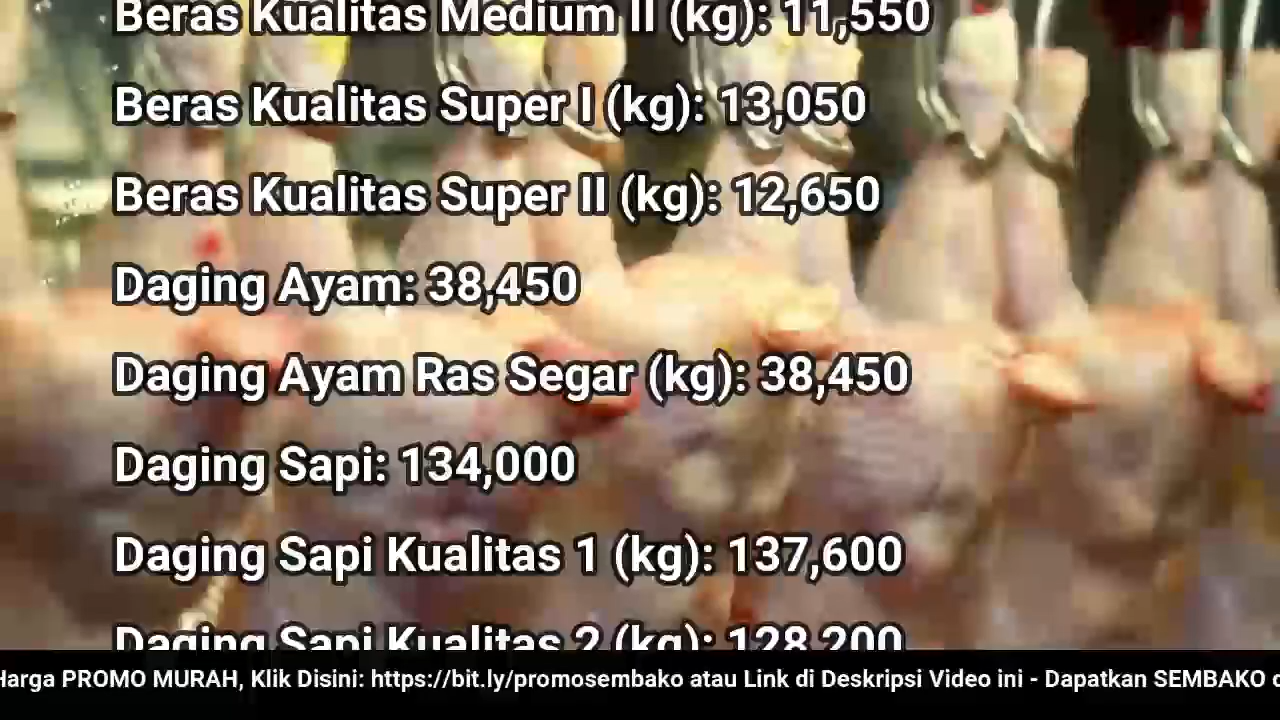 Beras Kualitas Medium II (kg): 11,550
Beras Kualitas Super I (kg): 13,050
Beras Kualitas Super II (kg): 12,650
Daging Ayam: 38,450
Daging Ayam Ras Segar (kg): 38,450
Daging Sapi: 134,000
Daging Sapi Kualitas 1 (kg): 137,600
Daging Sapi Kualitas 2 (kg): 128,200
Harga PROMO MURAH, Klik Disini: https://bit.ly/promosembako atau Link di Deskripsi Video ini - Dapatkan SEMBAKO